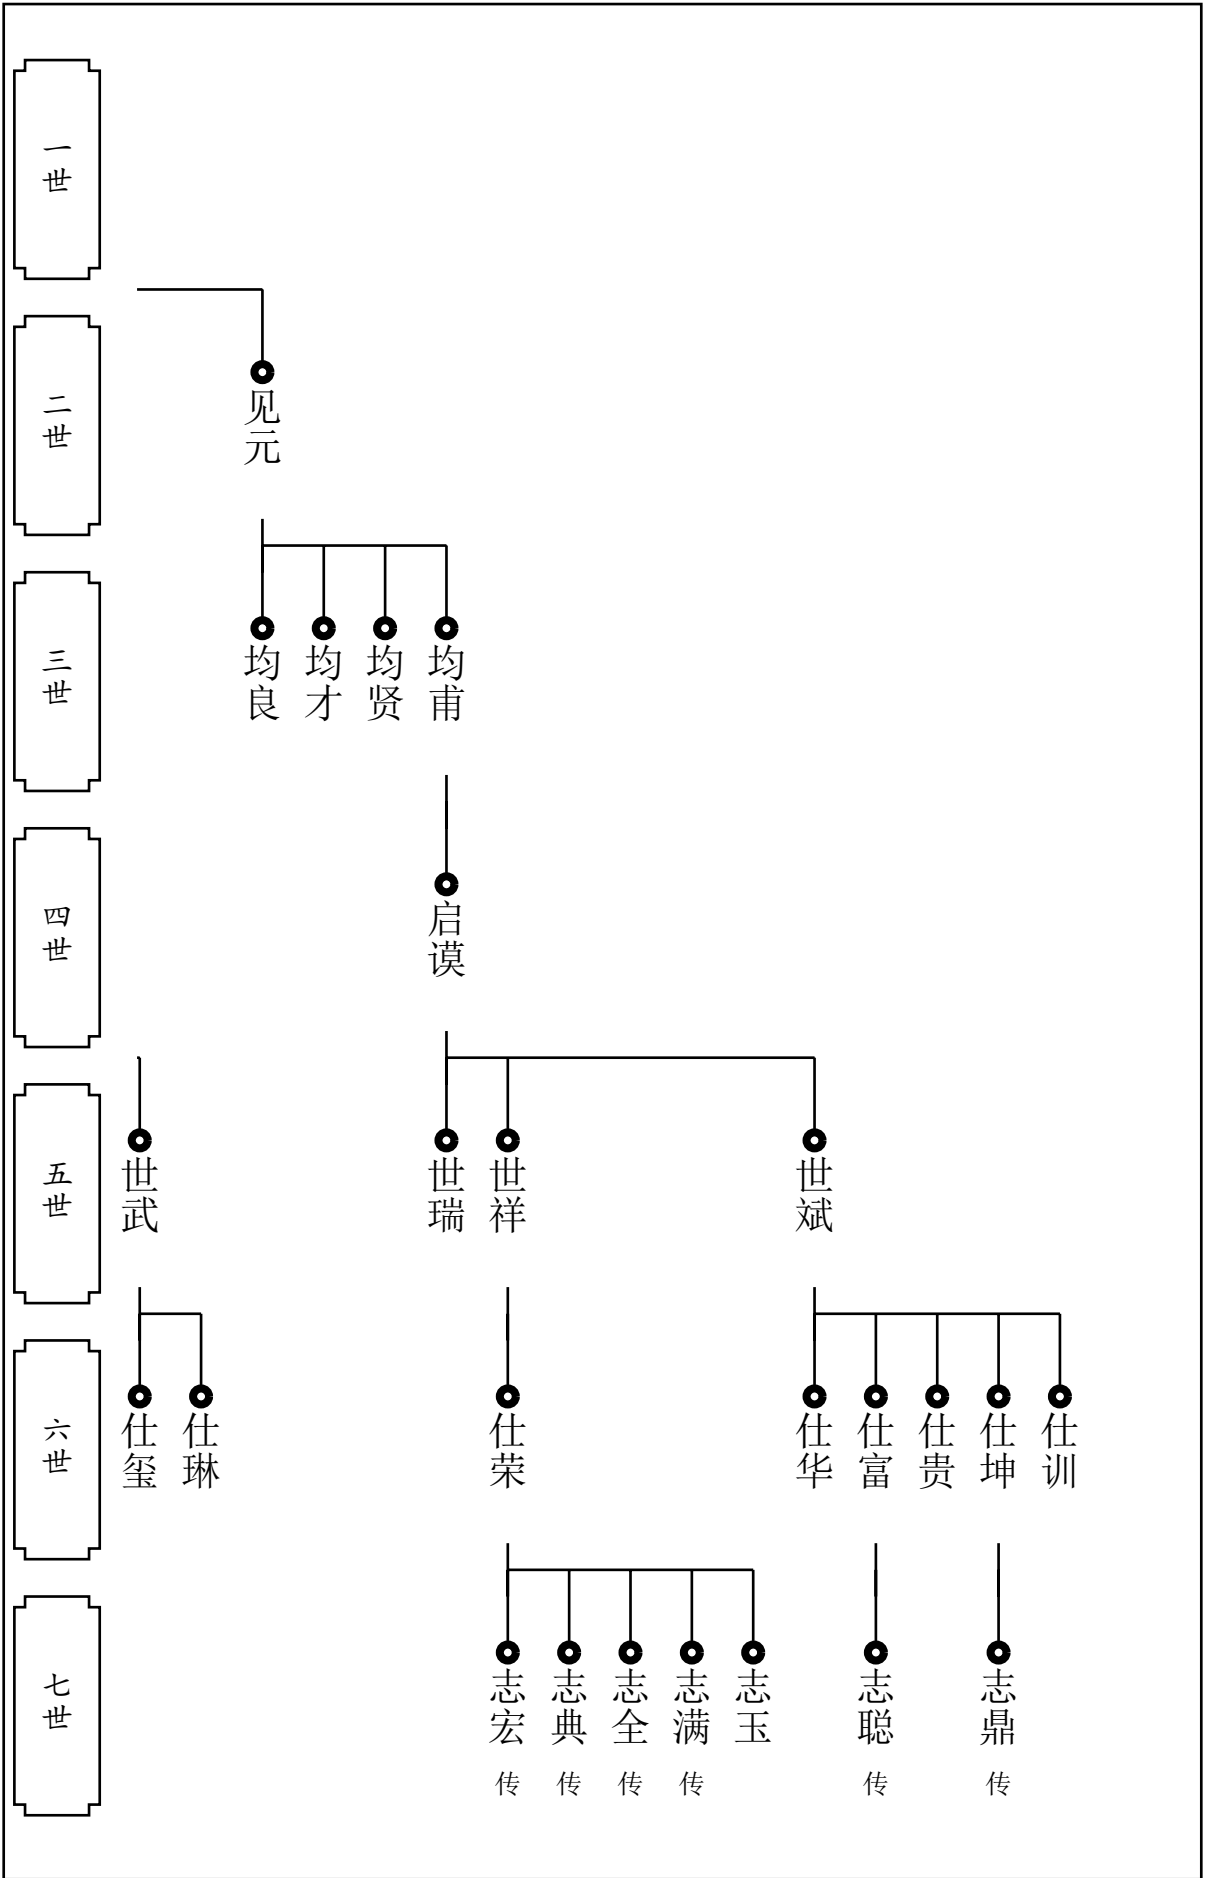 一世
二世
见元
三世
均良
均才
均贤
均甫
四世
启谟
五世
世武
世瑞
世祥
世斌
六世
仕玺
仕琳
仕荣
仕华
仕富
仕贵
仕坤
仕训
七世
志宏 传
志典 传
志全 传
志满 传
志玉
志聪 传
志鼎 传